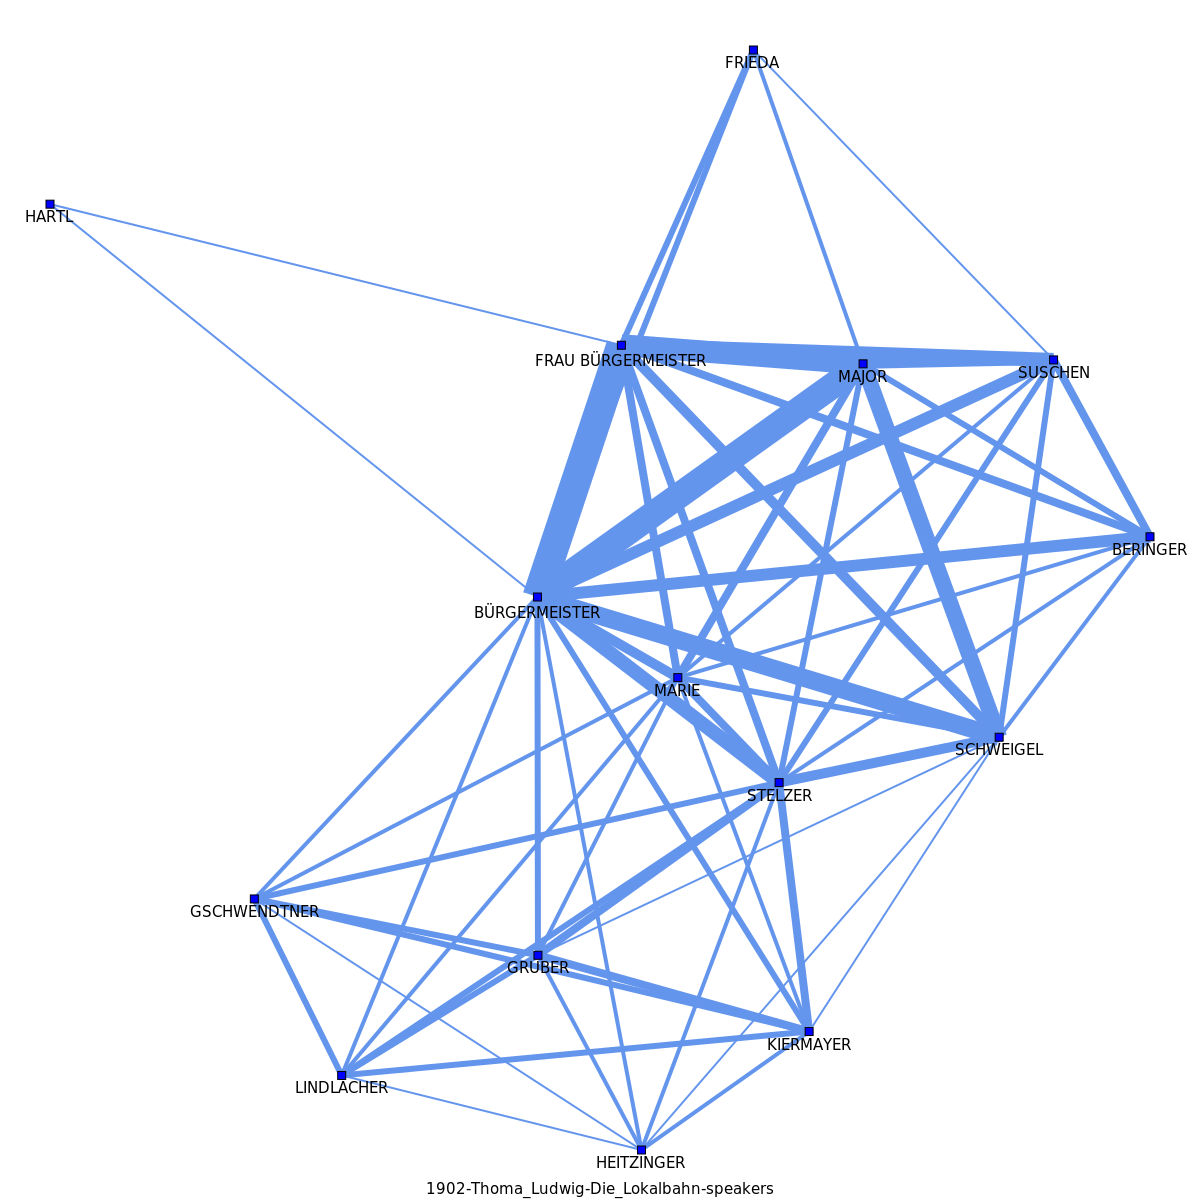 FRIEDA
HARTL
FRAU BÜRGERMEISTER
MAJOR
SUSCHEN
BERINGER
BÜRGERMEISTER
MARIE
SCHWEIGEL
STELZER
GSCHWENDTNER
GRUBER
KIERMAYER
LINDLACHER
HEITZINGER
1902-Thoma_Ludwig-Die_Lokalbahn-speakers